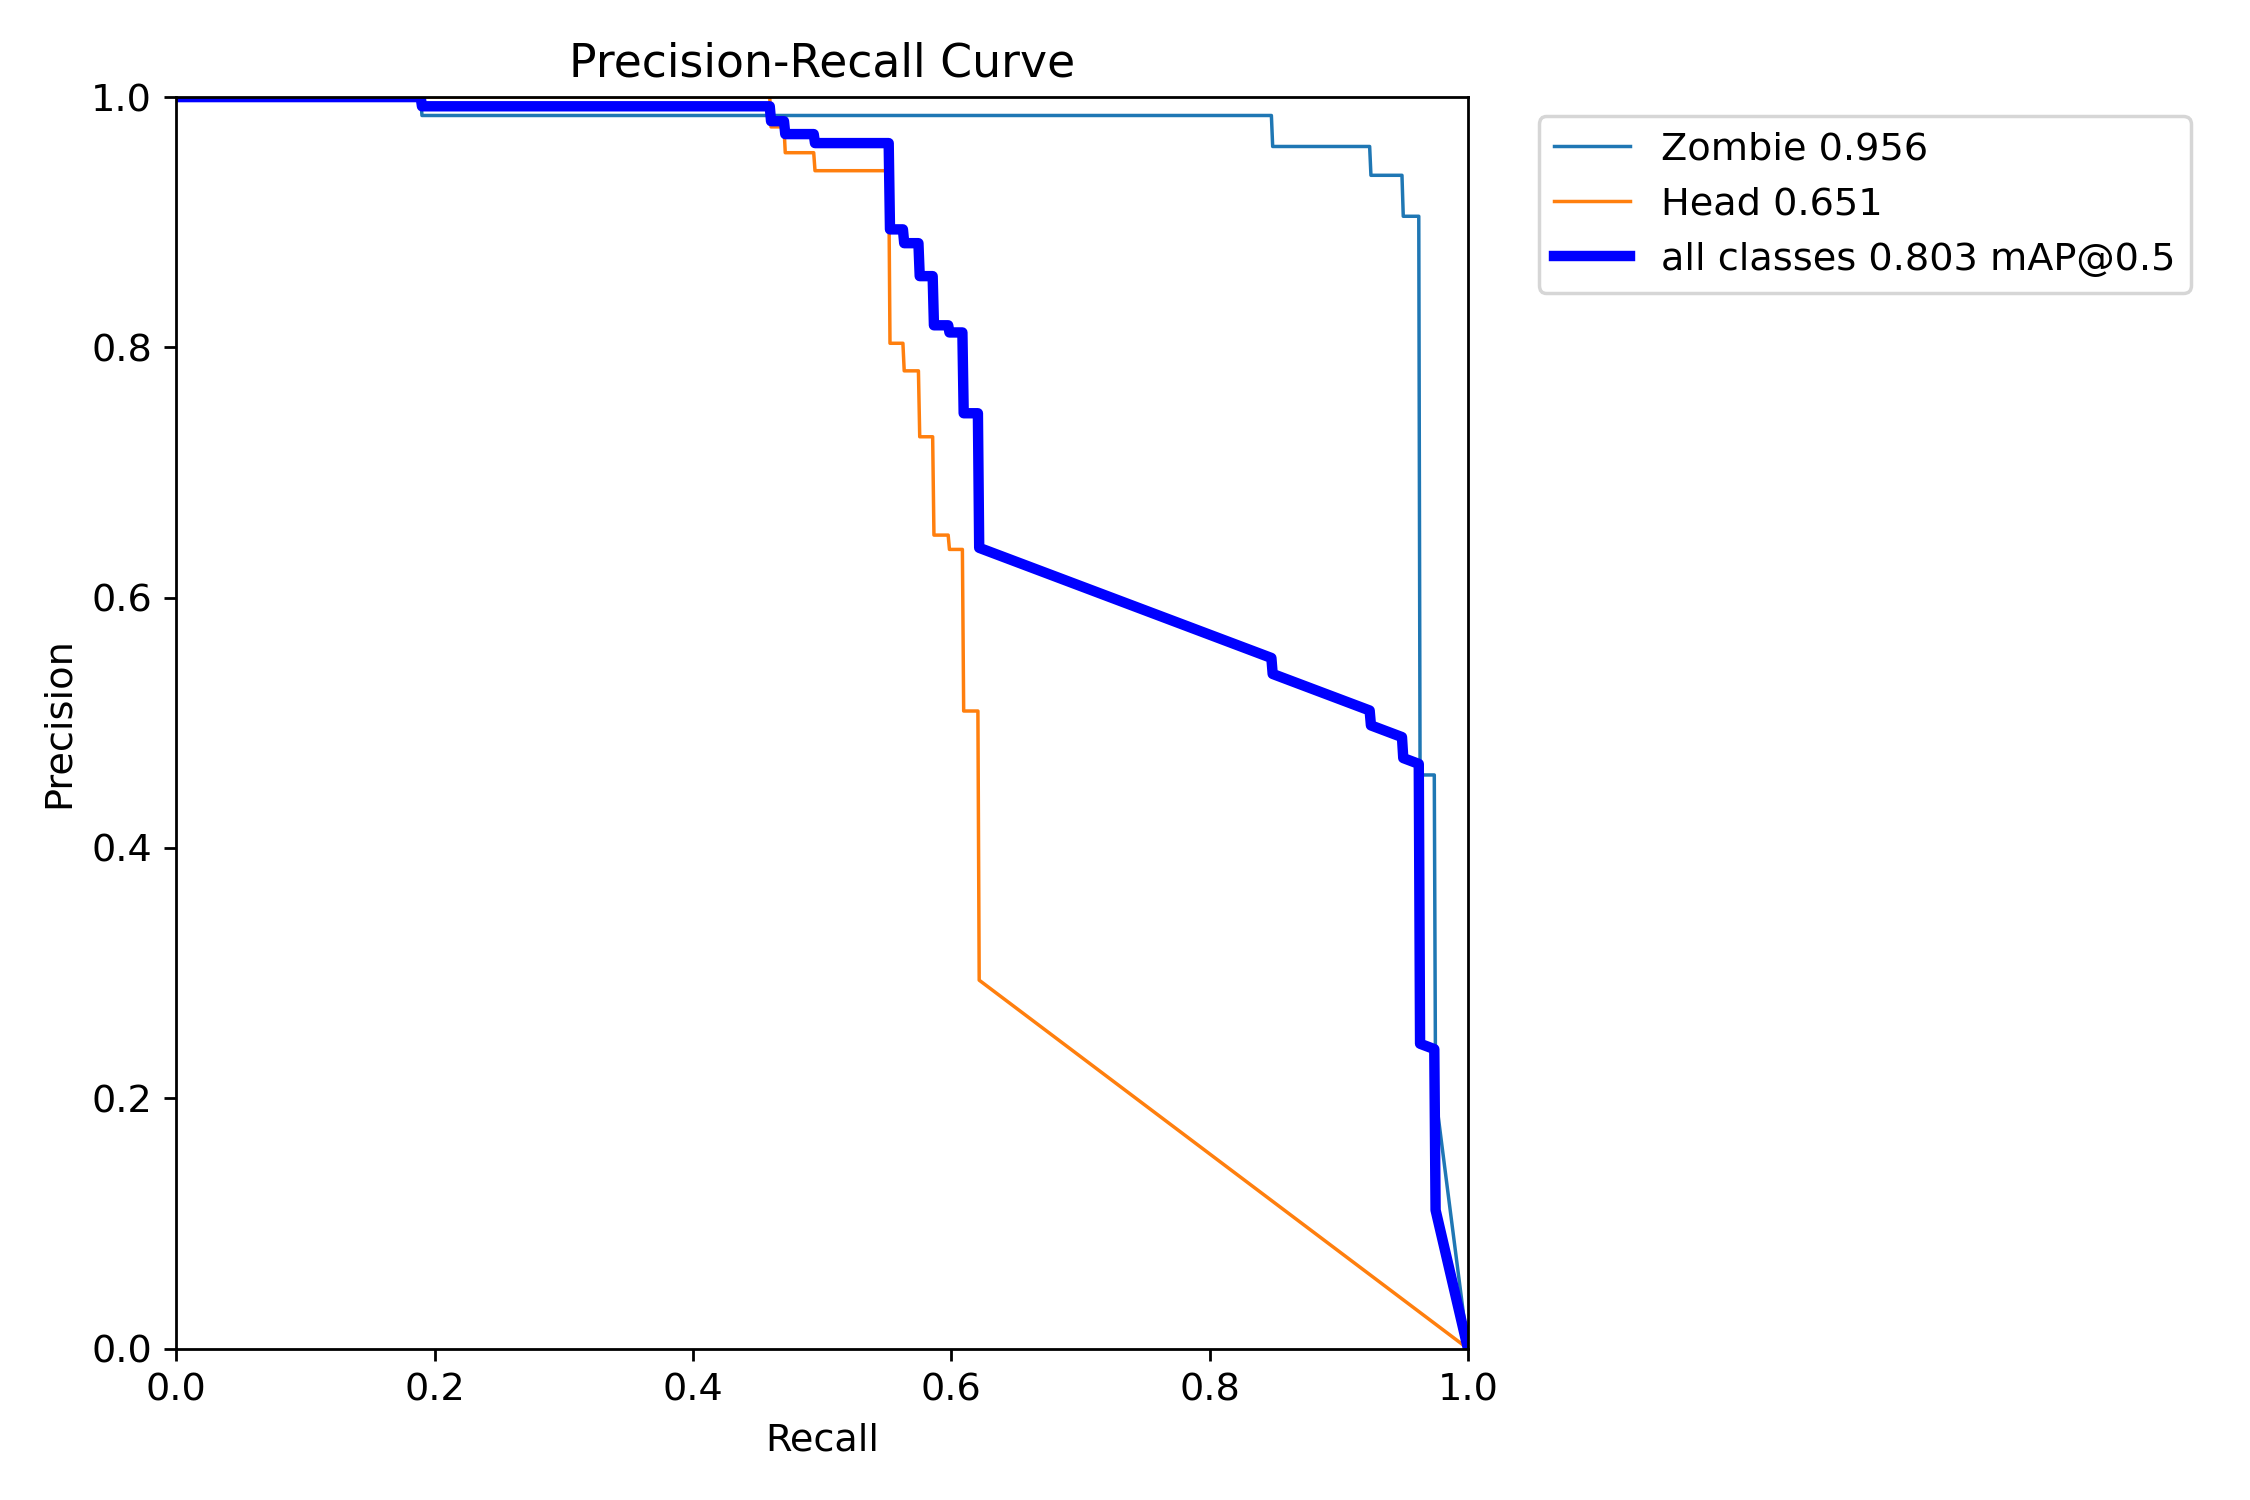 Precision-Recall Curve
1.0
0.8
0.6
0.4
0.2
0.0
Precision
0.0 0.2 0.4 0.6 0.8 1.0
Recall
Zombie 0.956
Head 0.651
all classes 0.803 mAP@0.5